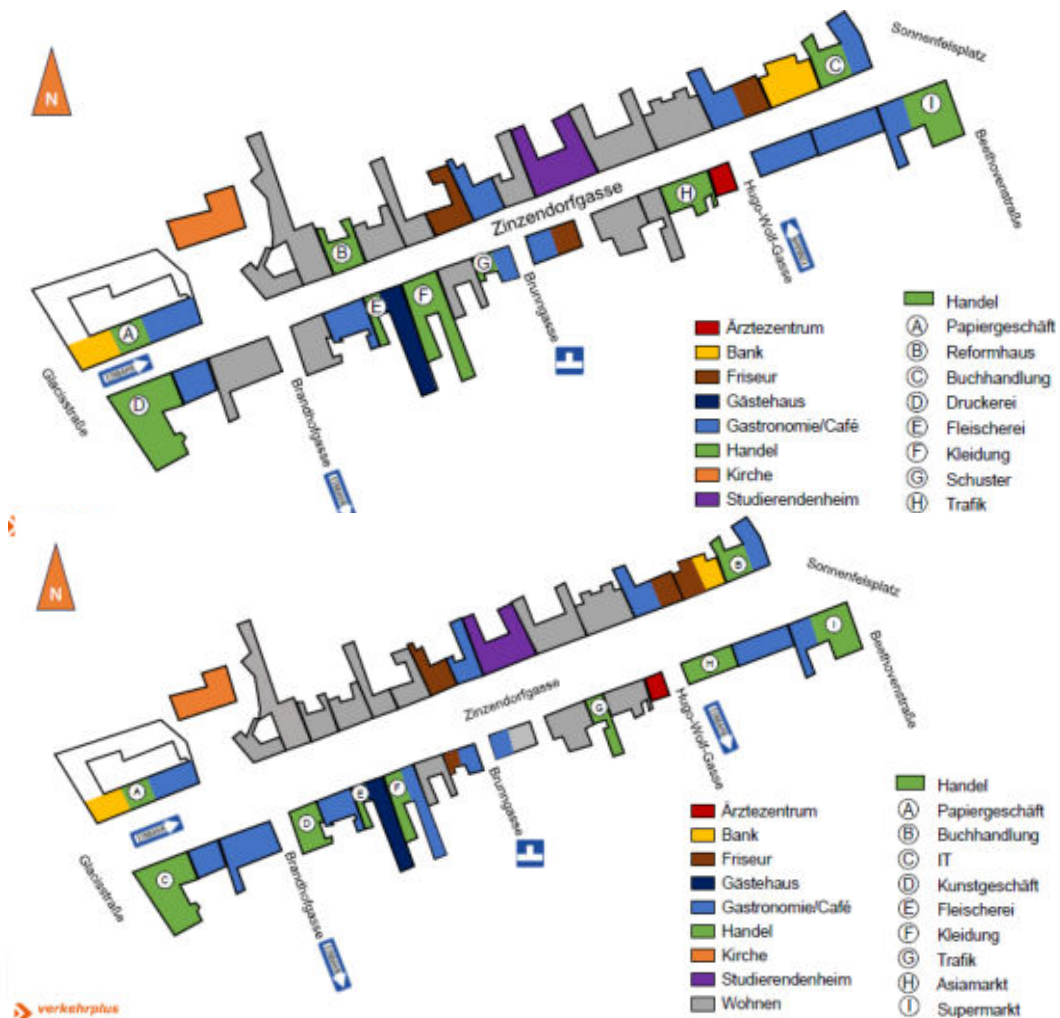 N
Sonnenfelsplatz
C
I
Beethovenstraße
H
Zinzendorfgasse
Hugo-Wolf-Gasse
B
G
Brunngasse
F
E
A
Glacisstraße
D
Brandhofgasse
EINBAHN
Ärztezentrum
Bank
Friseur
Gästehaus
Gastronomie/Café
Handel
Kirche
Studierendenheim
Handel
A Papiergeschäft
B Reformhaus
C Buchhandlung
D Druckerei
E Fleischerei
F Kleidung
G Schuster
H Trafik
N
Sonnenfelsplatz
B
I
Beethovenstraße
H
Zinzendorfgasse
Hugo-Wolf-Gasse
G
Brunngasse
F
E
D
A
Glacisstraße
C
Brandhofgasse
EINBAHN
Ärztezentrum
Bank
Friseur
Gästehaus
Gastronomie/Café
Handel
Kirche
Studierendenheim
Wohnen
Handel
A Papiergeschäft
B Buchhandlung
C IT
D Kunstgeschäft
E Fleischerei
F Kleidung
G Trafik
H Asiamarkt
I Supermarkt
verkehrplus